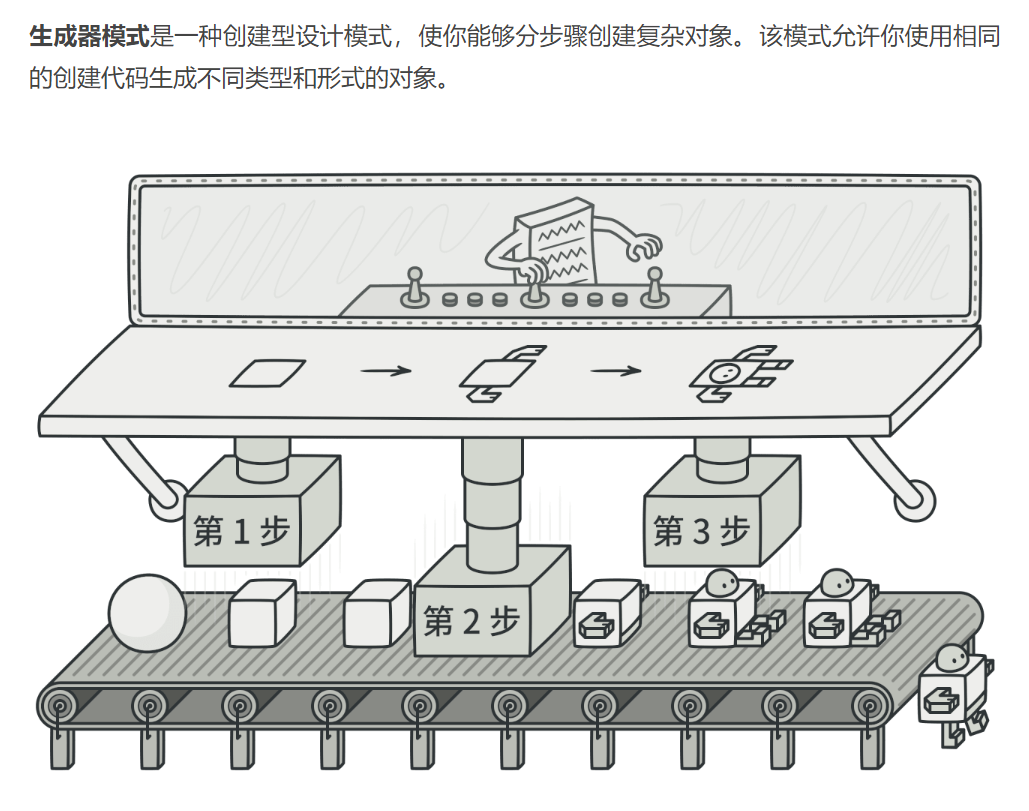 生成器模式是一种创建型设计模式，使你能够分步骤创建复杂对象。该模式允许你使用相同
的创建代码生成不同类型和形式的对象。
第 1 步
第 3 步
第 2 步